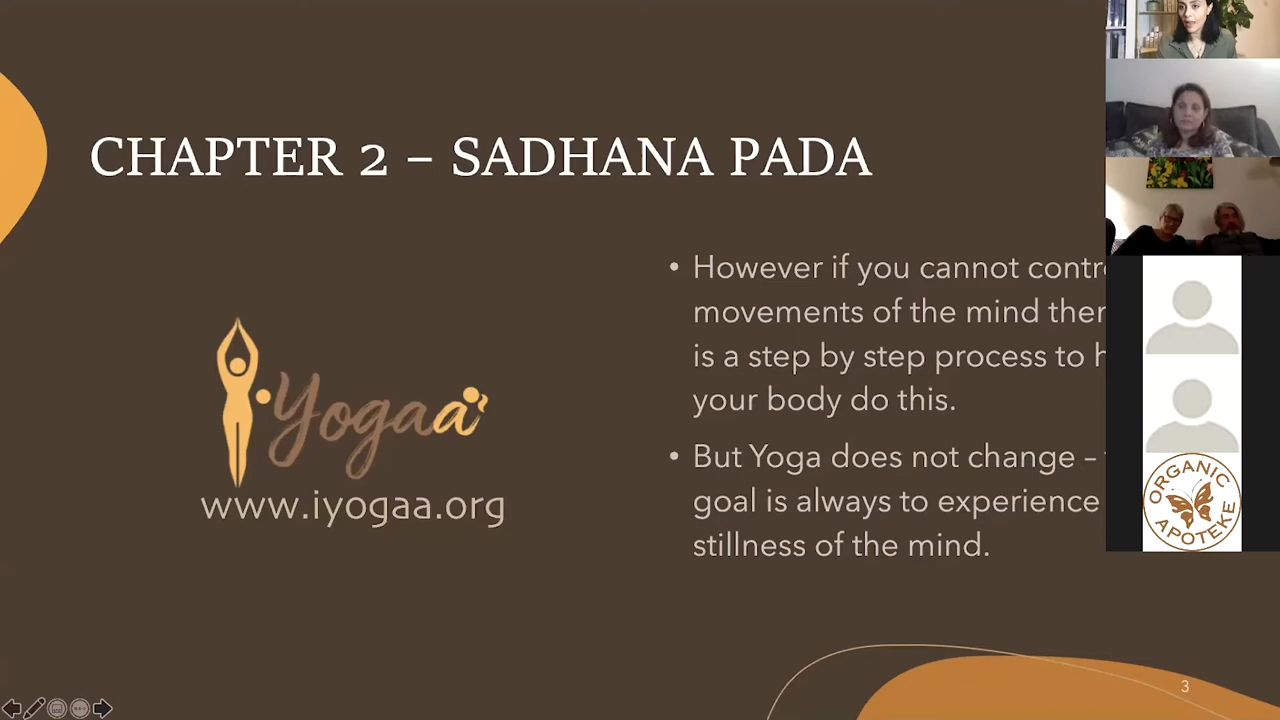 CHAPTER 2 – SADHANA PADA
• However if you cannot
movements of the mind
is a step by step process to
your body do this.
• But Yoga does not change –
goal is always to experience
stillness of the mind.
Yogaa
www.iyogaa.org
ORGANIC
APOTEKE
3